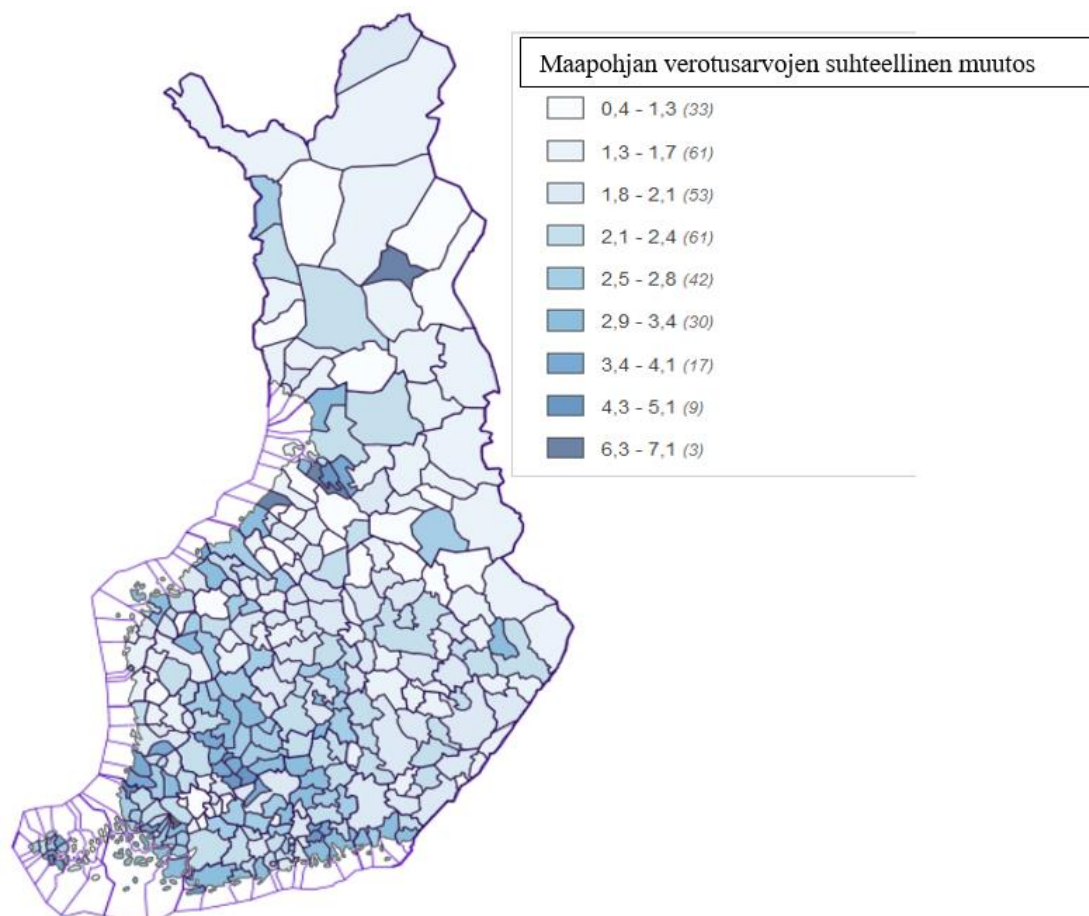 Maapohjan verotusarvojen suhteellinen muutos
0,4 - 1,3 (33)
1,3 - 1,7 (61)
1,8 - 2,1 (53)
2,1 - 2,4 (61)
2,5 - 2,8 (42)
2,9 - 3,4 (30)
3,4 - 4,1 (17)
4,3 - 5,1 (9)
6,3 - 7,1 (3)